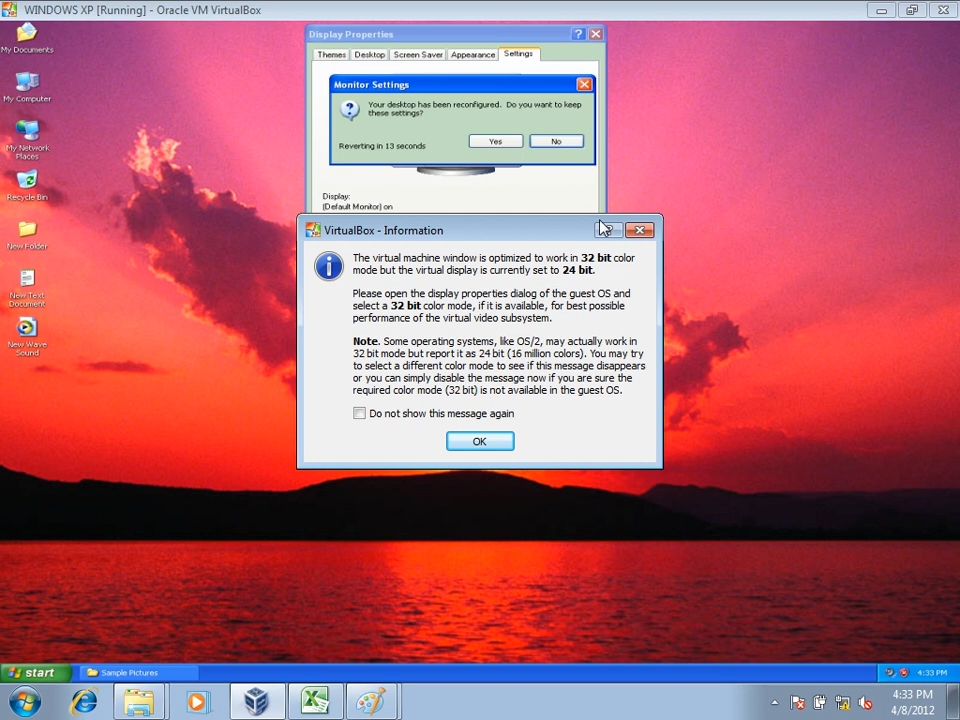 WINDOWS XP [Running] - Oracle VM VirtualBox
My Documents
My Computer
My Network
Places
Recycle Bin
New Folder
New Text
Document
New Wave
Sound
Display Properties
Themes Desktop Screen Saver Appearance Settings
Monitor Settings
Your desktop has been reconfigured. Do you want to keep
these settings?
Yes No
Reverting in 13 seconds
Display:
(Default Monitor) on
VirtualBox - Information
The virtual machine window is optimized to work in 32 bit color
mode but the virtual display is currently set to 24 bit.
Please open the display properties dialog of the guest OS and
select a 32 bit color mode, if it is available, for best possible
performance of the virtual video subsystem.
Note. Some operating systems, like OS/2, may actually work in
32 bit mode but report it as 24 bit (16 million colors). You may try
to select a different color mode to see if this message disappears
or you can simply disable the message now if you are sure the
required color mode (32 bit) is not available in the guest OS.
Do not show this message again
OK
start
Sample Pictures
4:33 PM
4:33 PM
4/8/2012